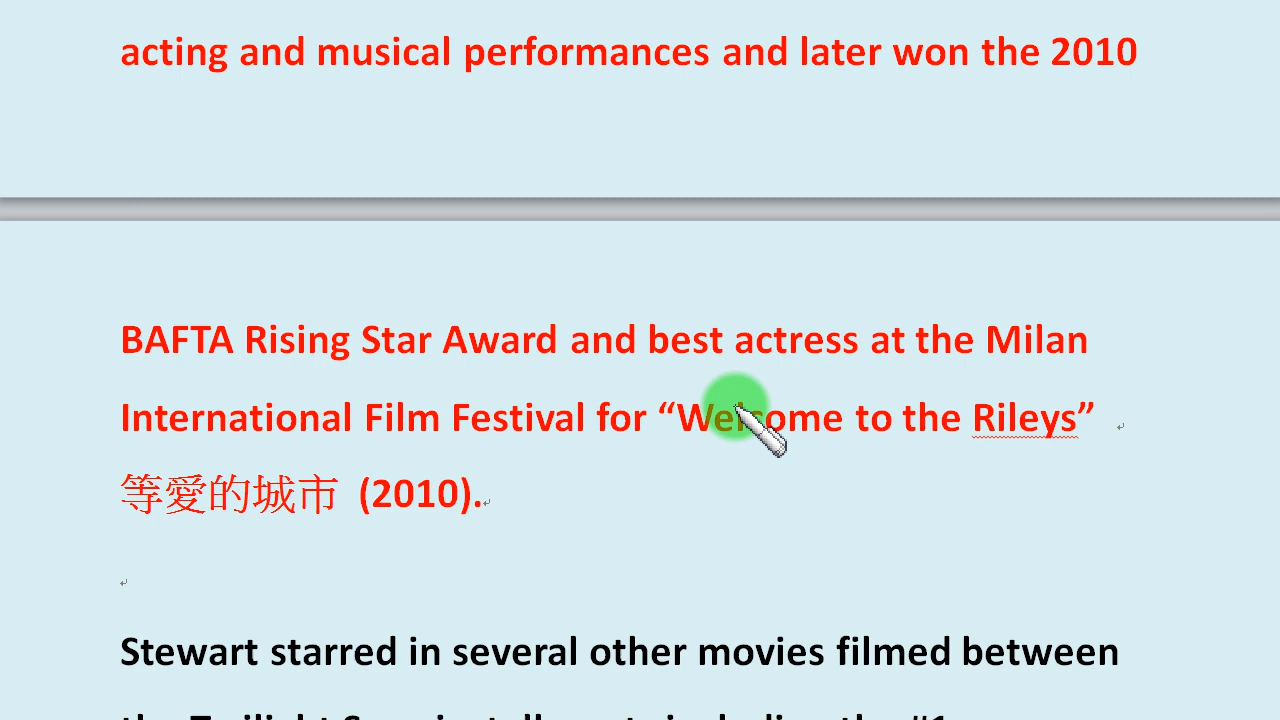 acting and musical performances and later won the 2010
BAFTA Rising Star Award and best actress at the Milan
International Film Festival for “Welcome to the Rileys”
等愛的城市 (2010).
Stewart starred in several other movies filmed between